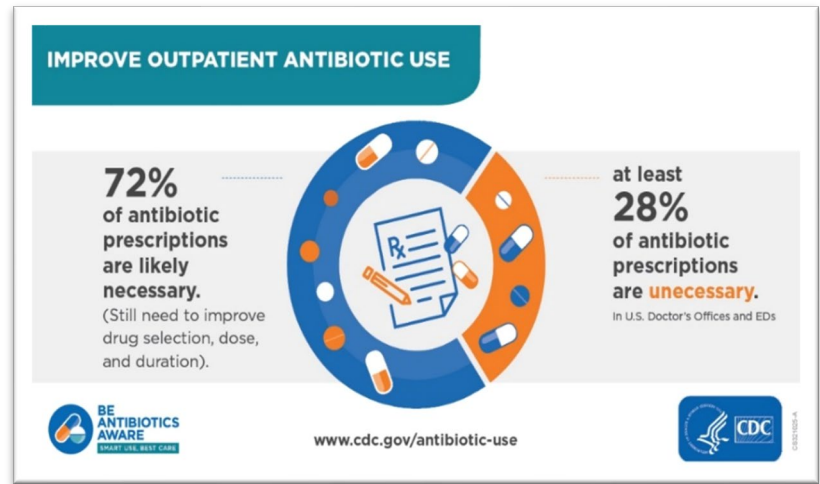 IMPROVE OUTPATIENT ANTIBIOTIC USE
72%
of antibiotic
prescriptions
are likely
necessary.
(Still need to improve
drug selection, dose,
and duration).
Rx
at least
28%
of antibiotic
prescriptions
are unecessary.
In U.S. Doctor's Offices and EDs
BE
ANTIBIOTICS
AWARE
SMART USE, BEST CARE
www.cdc.gov/antibiotic-use
CDC